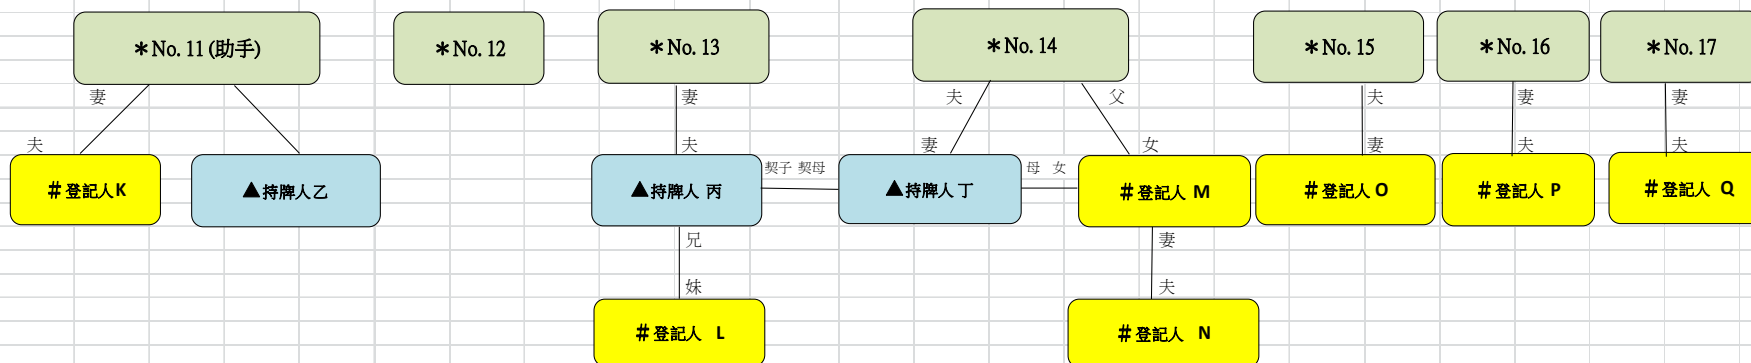 ＊No. 11 (助手)
＊No. 12
＊No. 13
＊No. 14
＊No. 15
＊No. 16
＊No. 17
妻
妻
夫
父
夫
妻
妻
夫
夫
妻
女
妻
夫
夫
＃登記人K
▲持牌人乙
▲持牌人 丙
契子 契母
▲持牌人丁
母 女
＃登記人 M
＃登記人 O
＃登記人 P
＃登記人 Q
兄
妻
妹
夫
＃登記人 L
＃登記人 N